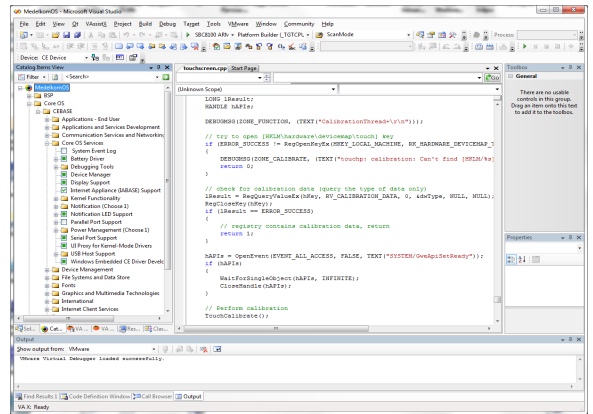 MedelkomOS - Microsoft Visual Studio
File Edit View Qt VAssistX Project Build Debug Target Tools VMware Window Community Help
SBC8100 ARM Platform Builder (_TGTCPL ScanMode
Process:
Device: CE Device
Catalog Items View
Filter <Search>
MedelkomOS
BSP
Core OS
CEBASE
Applications - End User
Applications and Services Development
Communication Services and Networking
Core OS Services
System Event Log
Battery Driver
Debugging Tools
Device Manager
Display Support
Internet Appliance (IABASE) Support
Kernel Functionality
Notification (Choose 1)
Notification LED Support
Parallel Port Support
Power Management (Choose 1)
Serial Port Support
UI Proxy for Kernel-Mode Drivers
USB Host Support
Windows Embedded CE Driver Develc
Device Management
File Systems and Data Store
Fonts
Graphics and Multimedia Technologies
International
Internet Client Services
Sol... Cat... VA ... VA ... Res... Clas...
touchscreen.cpp Start Page
Go
(Unknown Scope)
LONG lResult;
HANDLE hAPIs;
DEBUGMSG(ZONE_FUNCTION, (TEXT("CalibrationThread+\r\n")));
// try to open [HKLM\hardware\devicemap\touch] key
if (ERROR_SUCCESS != RegOpenKeyEx(HKEY_LOCAL_MACHINE, RK_HARDWARE_DEVICEMAP_T
{
DEBUGMSG(ZONE_CALIBRATE, (TEXT("touchp: calibration: Can't find [HKLM/%s]
return 0;
}
// check for calibration data (query the type of data only)
lResult = RegQueryValueEx(hKey, RV_CALIBRATION_DATA, 0, &dwType, NULL, NULL);
RegCloseKey(hKey);
if (lResult == ERROR_SUCCESS)
{
// registry contains calibration data, return
return 1;
}
hAPIs = OpenEvent(EVENT_ALL_ACCESS, FALSE, TEXT("SYSTEM/GweApiSetReady"));
if (hAPIs)
{
WaitForSingleObject(hAPIs, INFINITE);
CloseHandle(hAPIs);
}
// Perform calibration
TouchCalibrate();
Toolbox
General
There are no usable
controls in this group.
Drag an item onto this text
to add it to the toolbox.
Properties
Output
Show output from: VMware
VMware Virtual Debugger loaded successfully.
Find Results 1 Code Definition Window Call Browser Output
VA X: Ready